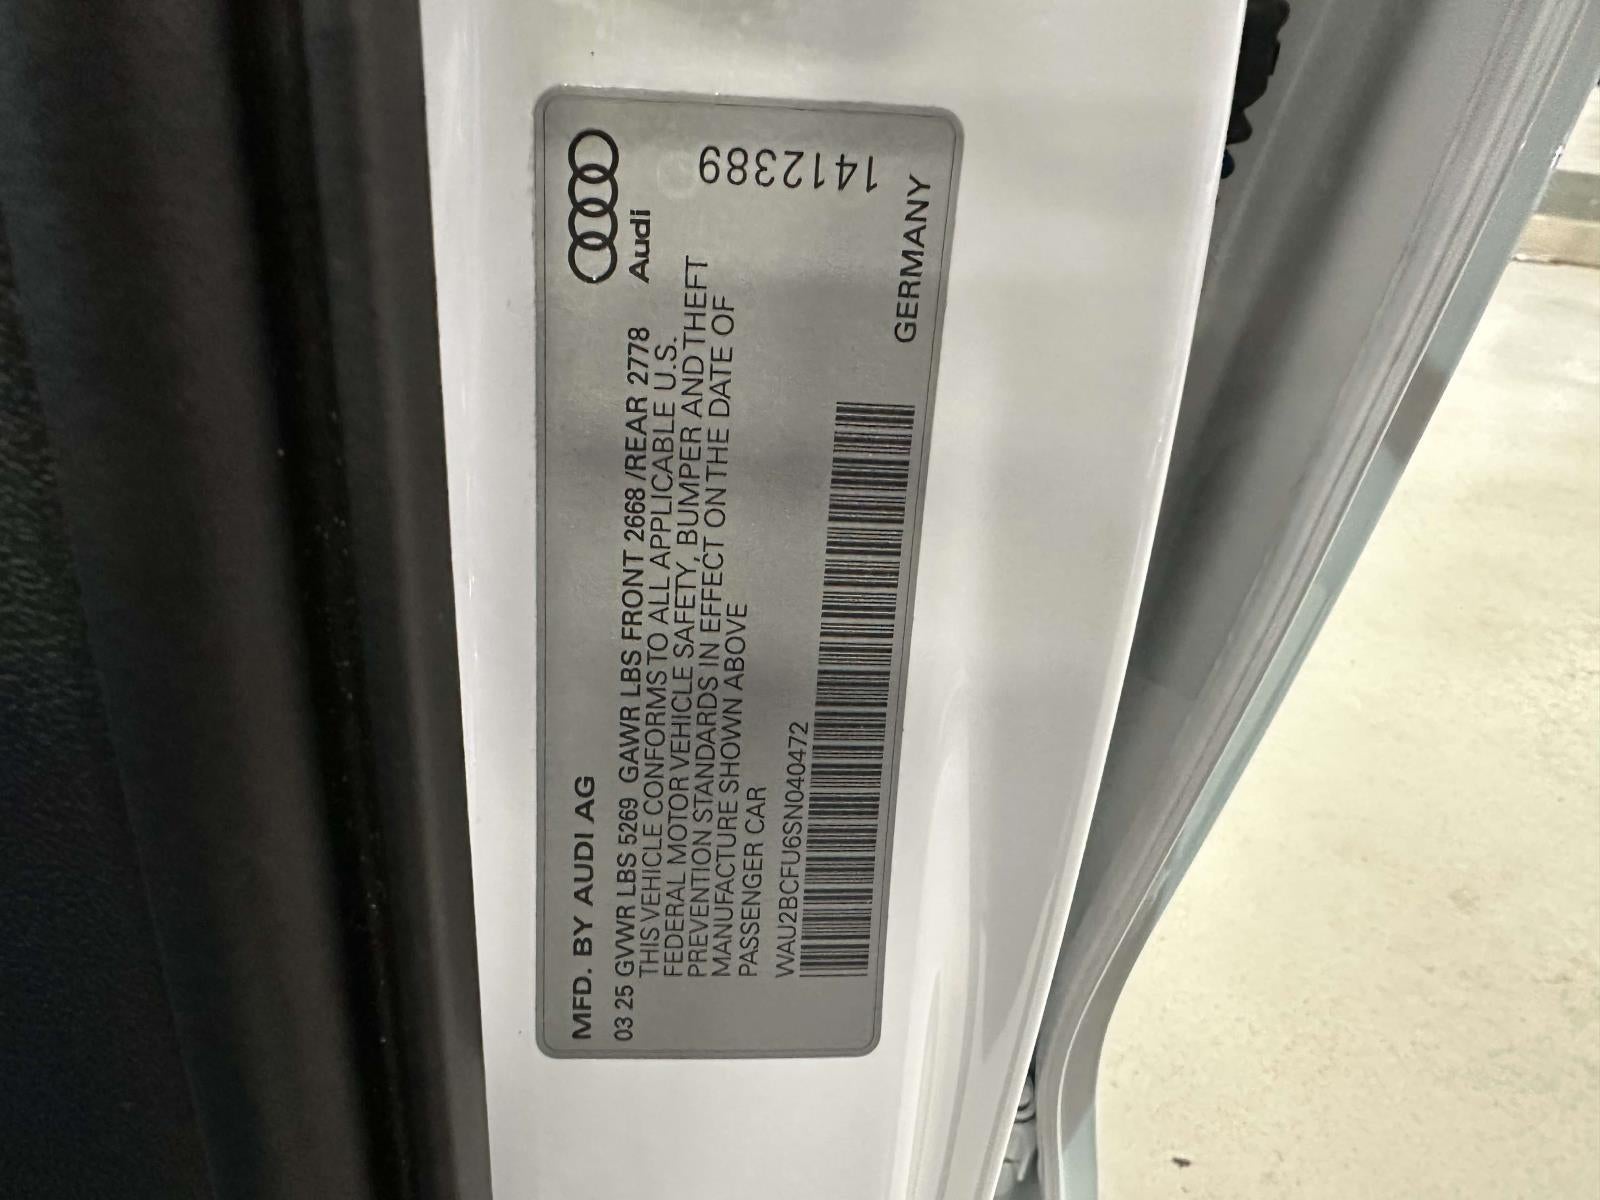 MFD. BY AUDI AG
03 25 GVWR LBS 5269 GAWR LBS FRONT 2668 /REAR 2778
THIS VEHICLE CONFORMS TO ALL APPLICABLE U.S.
FEDERAL MOTOR VEHICLE SAFETY, BUMPER AND THEFT
PREVENTION STANDARDS IN EFFECT ON THE DATE OF
MANUFACTURE SHOWN ABOVE
PASSENGER CAR
WAU2BCFU6SN040472
Audi
1412389
GERMANY